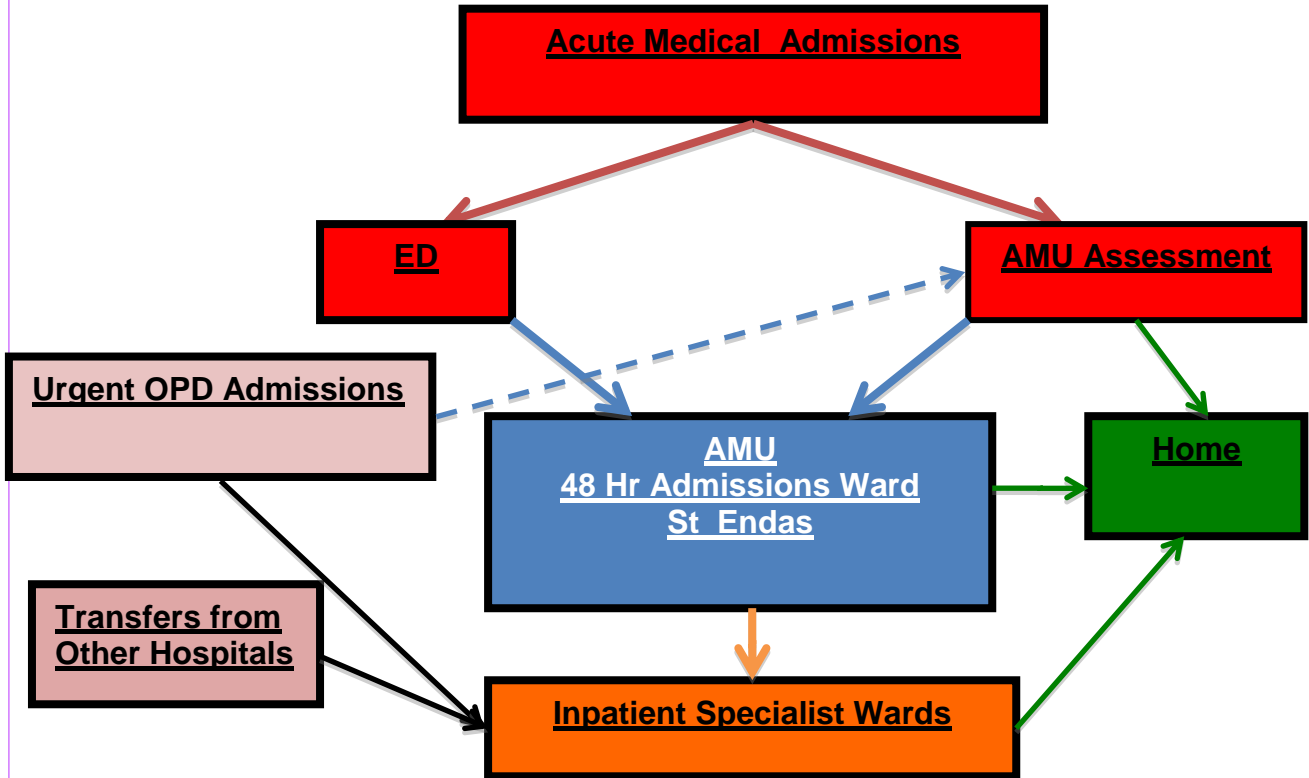 Acute Medical Admissions
ED
AMU Assessment
Urgent OPD Admissions
AMU
48 Hr Admissions Ward
St Endas
Home
Transfers from
Other Hospitals
Inpatient Specialist Wards